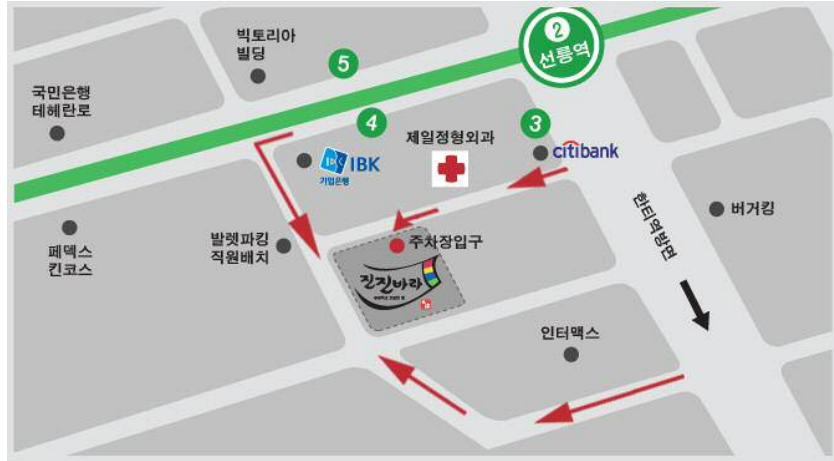 2
선릉역
빅토리아
빌딩
5
국민은행
테헤란로
4
3
제일정형외과
citibank
IBK
기업은행
버거킹
한티역방면
페덱스
킨코스
발렛파킹
직원배치
주차장입구
진진바라
인터맥스